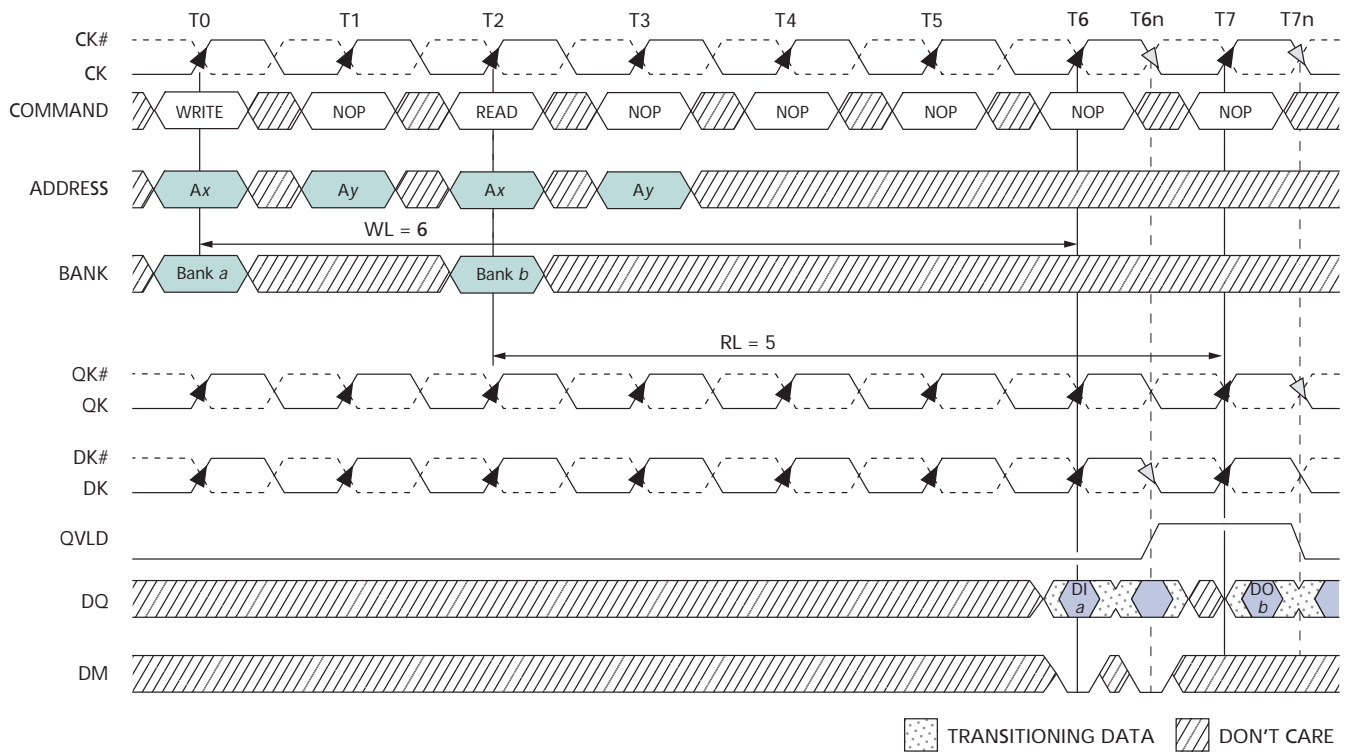 T0 T1 T2 T3 T4 T5 T6 T6n T7 T7n
CK#
CK
COMMAND WRITE NOP READ NOP NOP NOP NOP NOP
ADDRESS Ax Ay Ax Ay
WL = 6
BANK Bank a Bank b
RL = 5
QK#
QK
DK#
DK
QVLD
DQ DI a DO b
DM
TRANSITIONING DATA DON'T CARE